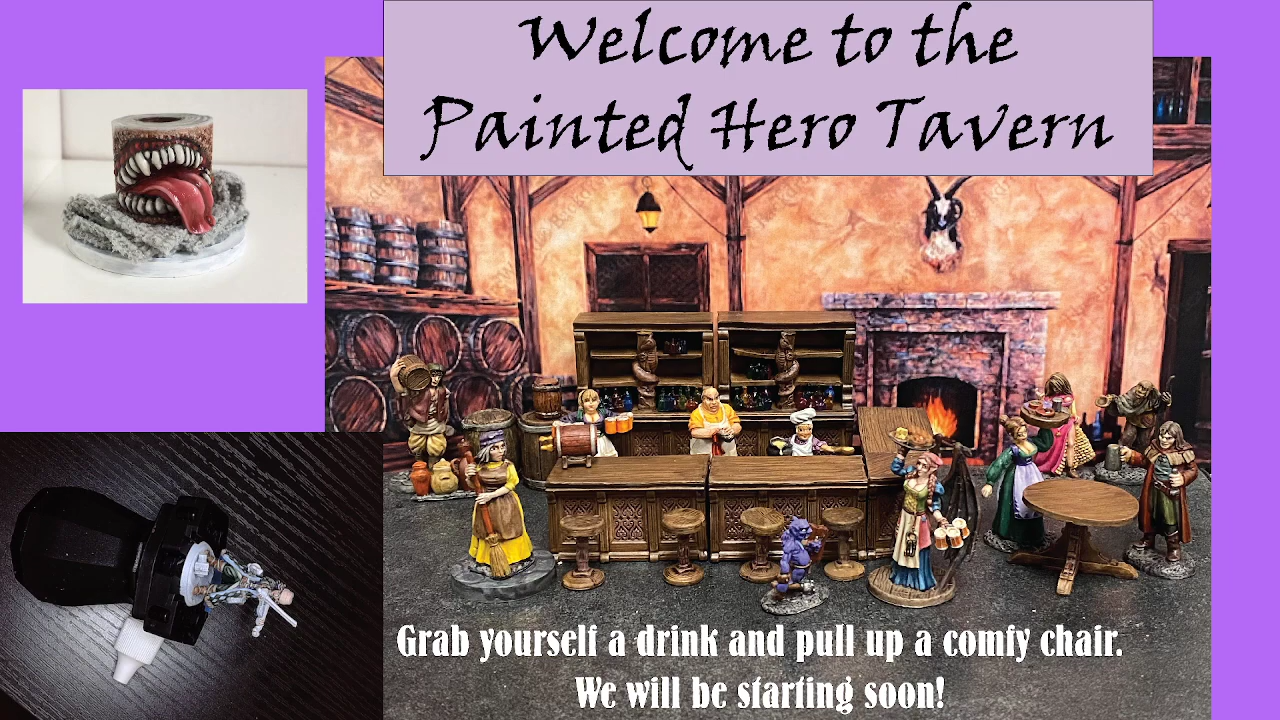 Welcome to the
Painted Hero Tavern
Grab yourself a drink and pull up a comfy chair.
We will be starting soon!